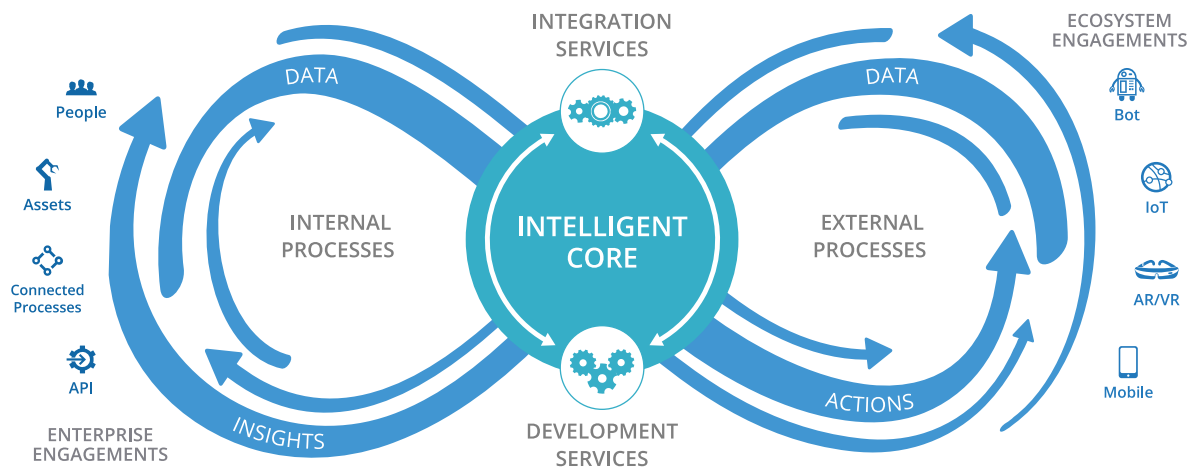 INTEGRATION
SERVICES
ECOSYSTEM
ENGAGEMENTS
DATA
DATA
People
Bot
Assets
IoT
INTERNAL
PROCESSES
INTELLIGENT
CORE
EXTERNAL
PROCESSES
Connected
Processes
AR/VR
API
Mobile
INSIGHTS
ACTIONS
ENTERPRISE
ENGAGEMENTS
DEVELOPMENT
SERVICES